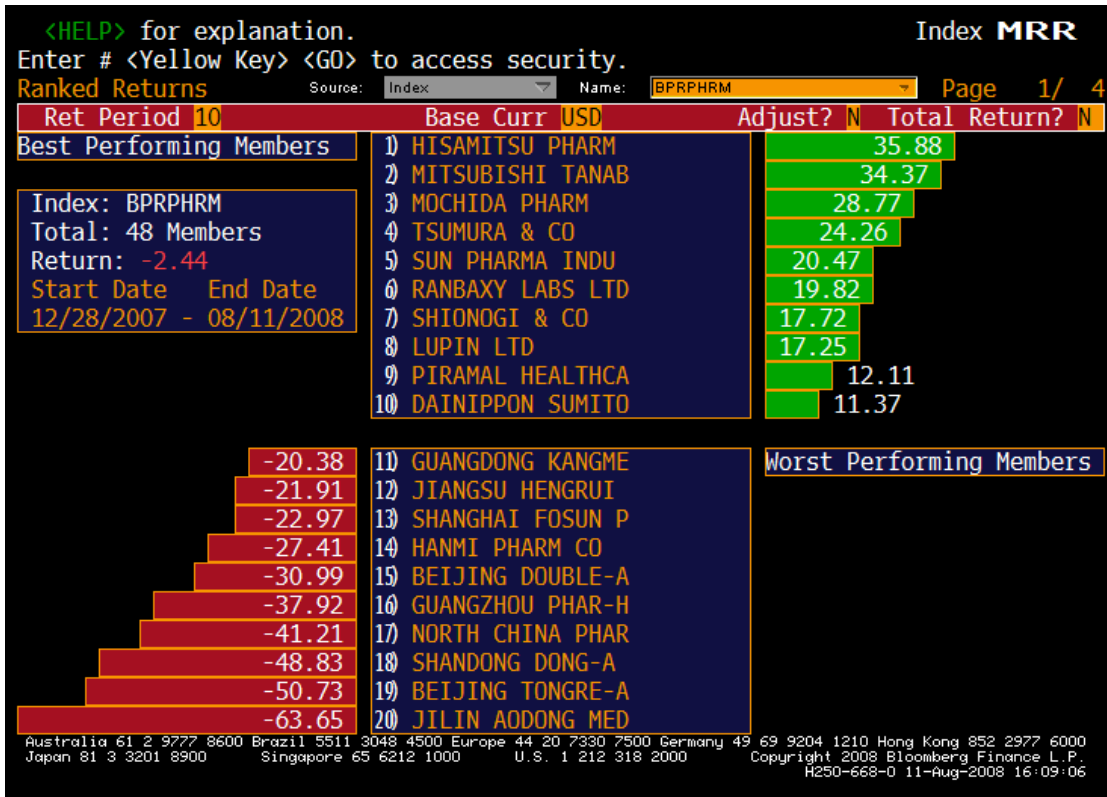 <HELP> for explanation. Index MRR
Enter # <Yellow Key> <GO> to access security.
Ranked Returns Source: Index Name: BPRPHRM Page 1/ 4
Ret Period 10 Base Curr USD Adjust? N Total Return? N
Best Performing Members 1) HISAMITSU PHARM 35.88
2) MITSUBISHI TANAB 34.37
Index: BPRPHRM 3) MOCHIDA PHARM 28.77
Total: 48 Members 4) TSUMURA & CO 24.26
Return: -2.44 5) SUN PHARMA INDU 20.47
Start Date End Date 6) RANBAXY LABS LTD 19.82
12/28/2007 - 08/11/2008 7) SHIONOGI & CO 17.72
8) LUPIN LTD 17.25
9) PIRAMAL HEALTHCA 12.11
10) DAINIPPON SUMITO 11.37
-20.38 11) GUANGDONG KANGME Worst Performing Members
-21.91 12) JIANGSU HENGRUI
-22.97 13) SHANGHAI FOSUN P
-27.41 14) HANMI PHARM CO
-30.99 15) BEIJING DOUBLE-A
-37.92 16) GUANGZHOU PHAR-H
-41.21 17) NORTH CHINA PHAR
-48.83 18) SHANDONG DONG-A
-50.73 19) BEIJING TONGRE-A
-63.65 20) JILIN AODONG MED
Australia 61 2 9777 8600 Brazil 5511 3048 4500 Europe 44 20 7330 7500 Germany 49 69 9204 1210 Hong Kong 852 2977 6000
Japan 81 3 3201 8900 Singapore 65 6212 1000 U.S. 1 212 318 2000 Copyright 2008 Bloomberg Finance L.P.
H250-668-0 11-Aug-2008 16:09:06